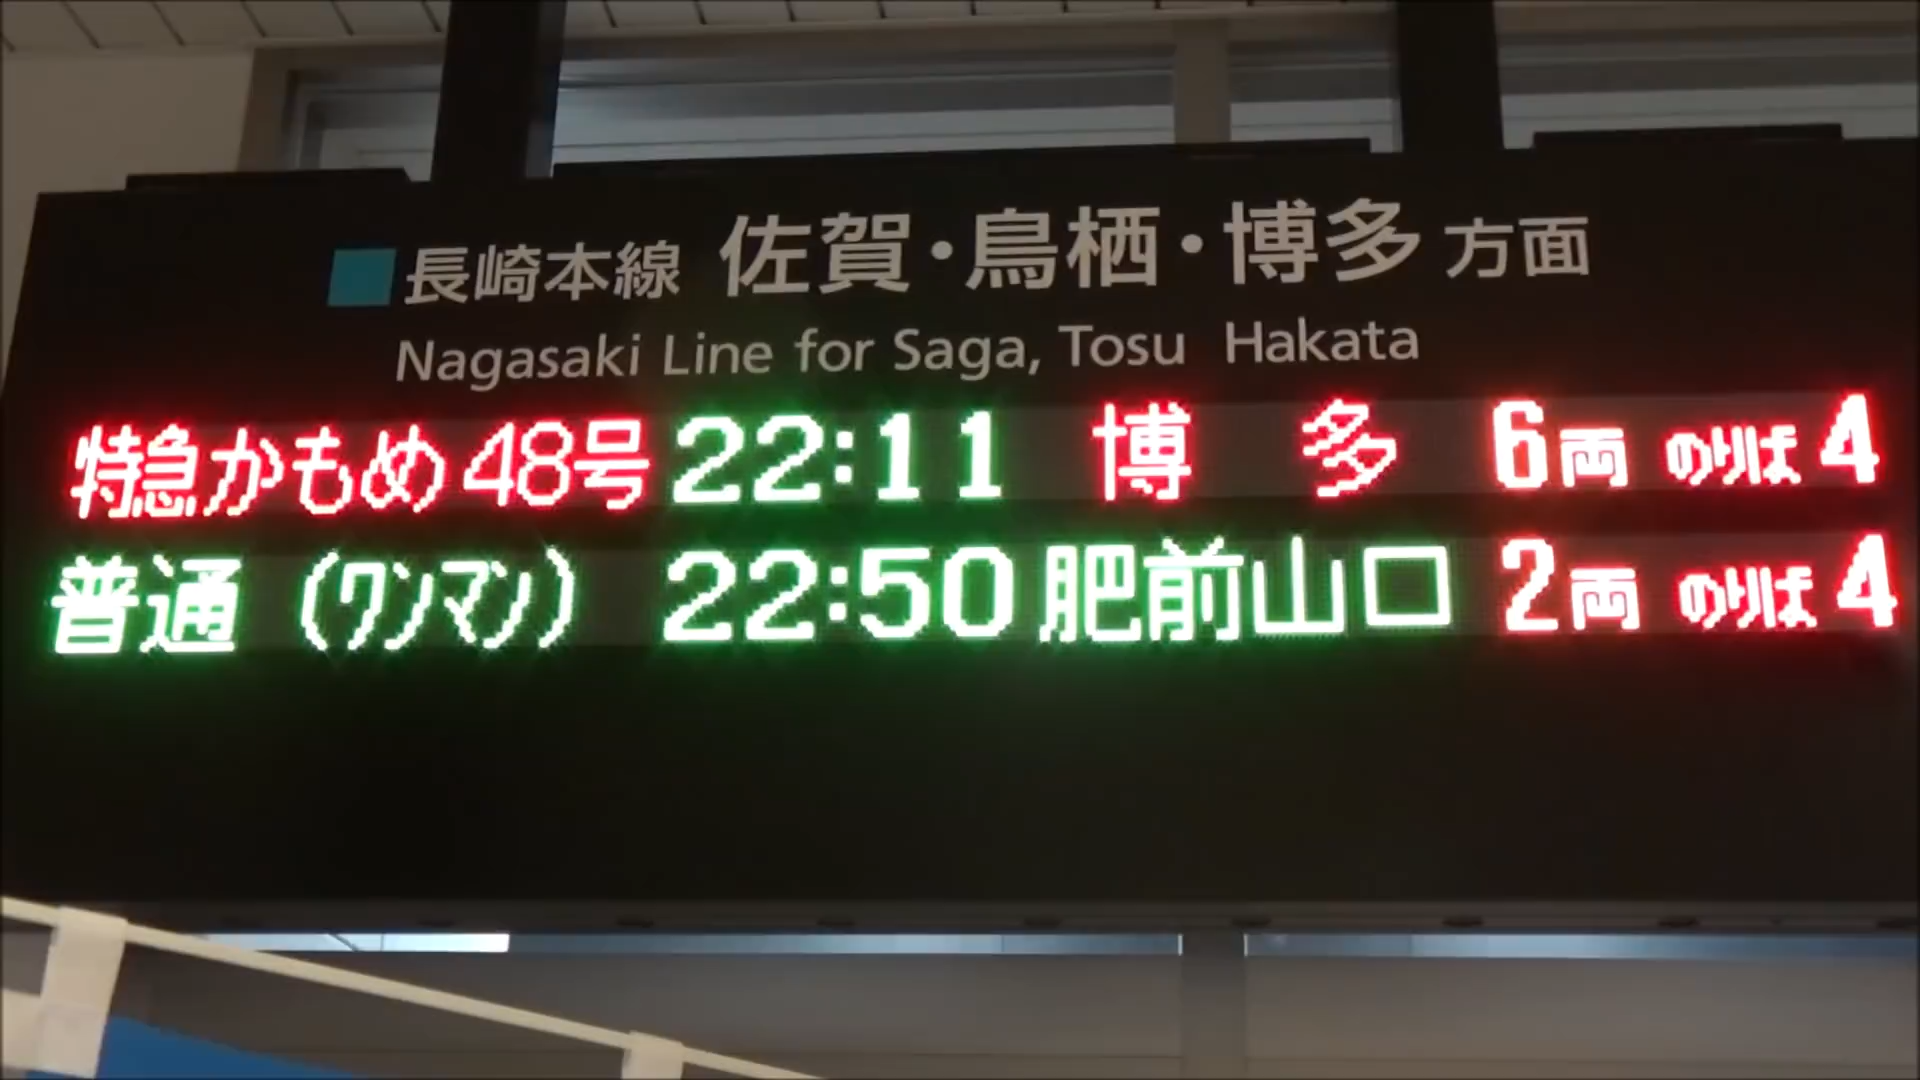 長崎本線 佐賀・鳥栖・博多 方面
Nagasaki Line for Saga, Tosu Hakata
特急かもめ48号 22:11 博多 6両 のりば4
普通 (ワンマン) 22:50 肥前山口 2両 のりば4